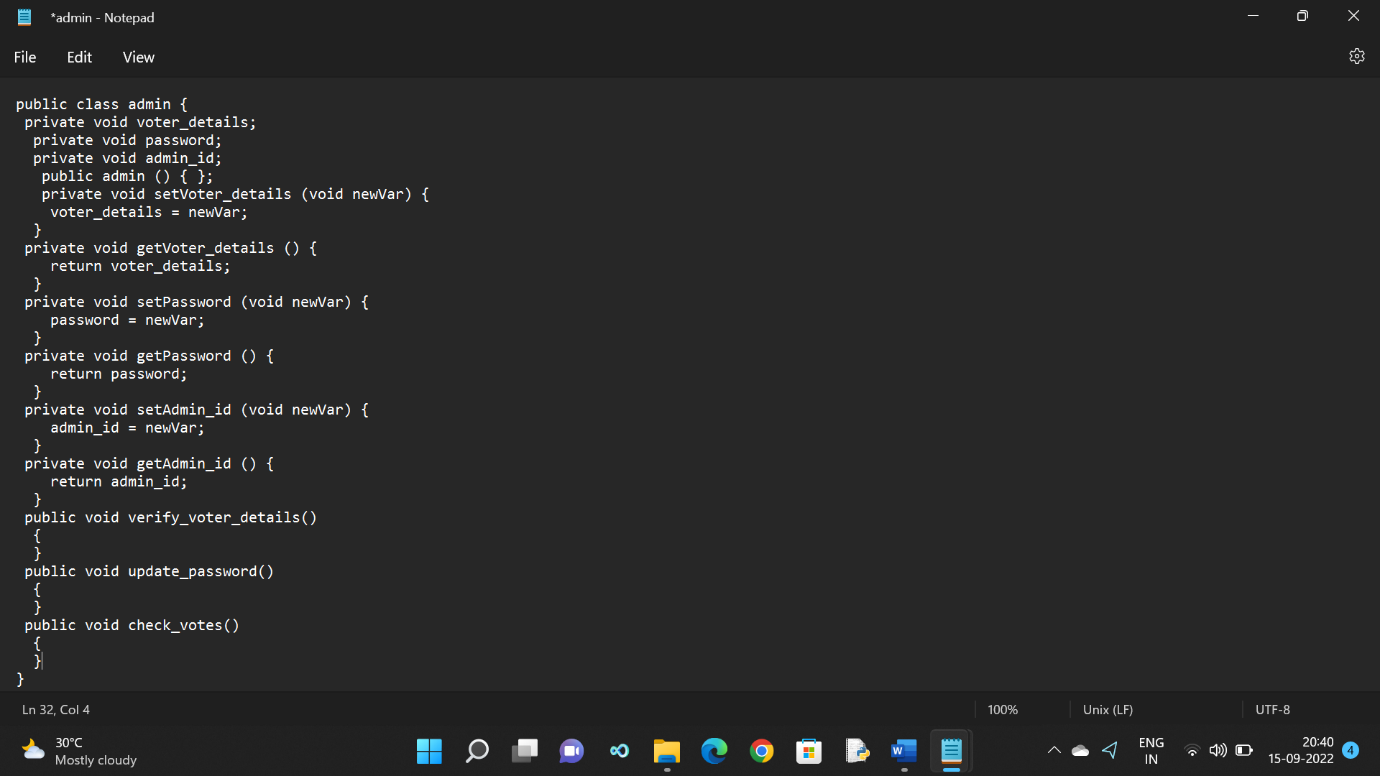 *admin - Notepad
File Edit View
public class admin {
private void voter_details;
private void password;
private void admin_id;
public admin () { };
private void setVoter_details (void newVar) {
voter_details = newVar;
}
private void getVoter_details () {
return voter_details;
}
private void setPassword (void newVar) {
password = newVar;
}
private void getPassword () {
return password;
}
private void setAdmin_id (void newVar) {
admin_id = newVar;
}
private void getAdmin_id () {
return admin_id;
}
public void verify_voter_details()
{
}
public void update_password()
{
}
public void check_votes()
{
}
}
Ln 32, Col 4 100% Unix (LF) UTF-8
30°C
Mostly cloudy
W
ENG
IN
20:40
15-09-2022
4